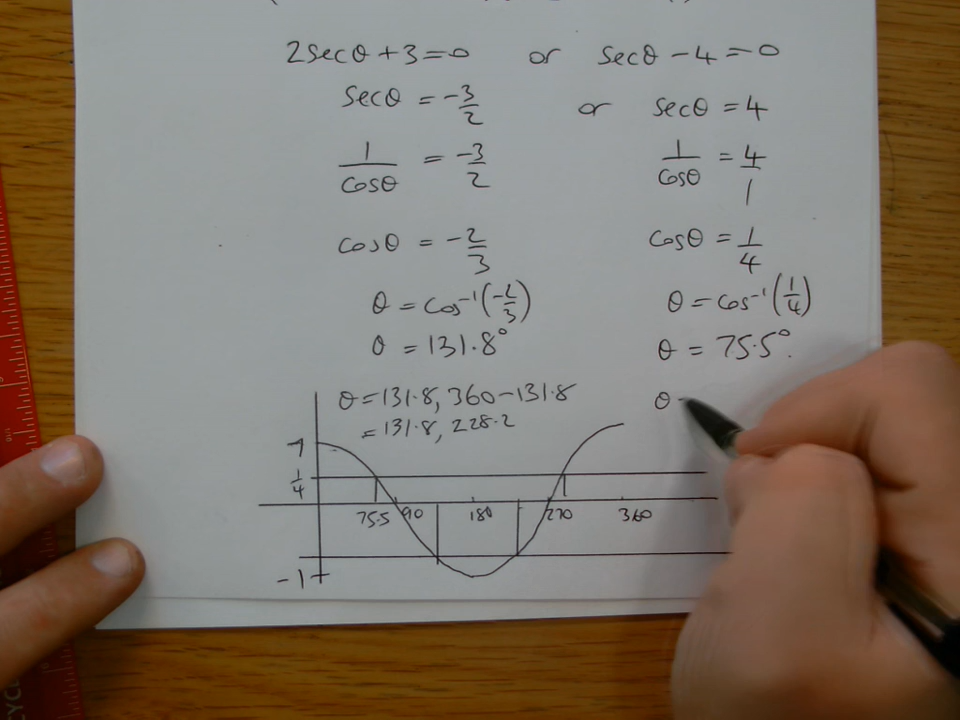 2secθ + 3 = 0 or secθ - 4 = 0
secθ = -3/2 or secθ = 4
1/cosθ = -3/2 1/cosθ = 4/1
cosθ = -2/3 cosθ = 1/4
θ = cos⁻¹(-2/3) θ = cos⁻¹(1/4)
θ = 131.8° θ = 75.5°.
θ = 131.8, 360 - 131.8 θ =
= 131.8, 228.2
1
1/4
75.5 90 180 270 360
-1